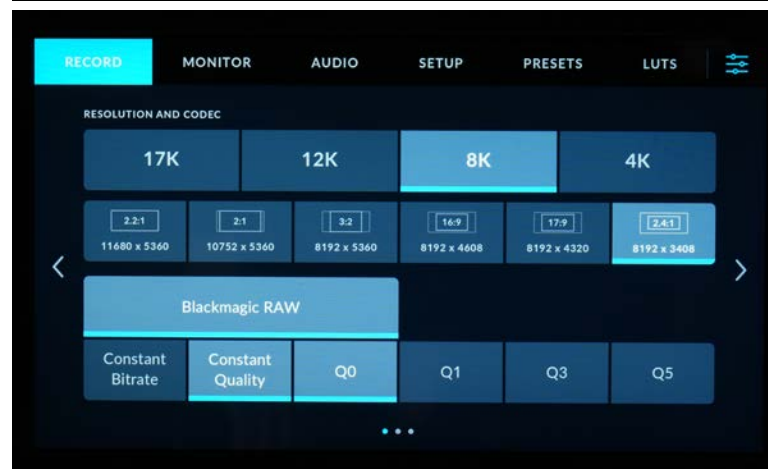 RECORD MONITOR AUDIO SETUP PRESETS LUTS
RESOLUTION AND CODEC
17K 12K 8K 4K
2.2:1 2:1 3:2 16:9 17:9 2.4:1
11680 x 5360 10752 x 5360 8192 x 5360 8192 x 4608 8192 x 4320 8192 x 3408
Blackmagic RAW
Constant Bitrate Constant Quality Q0 Q1 Q3 Q5